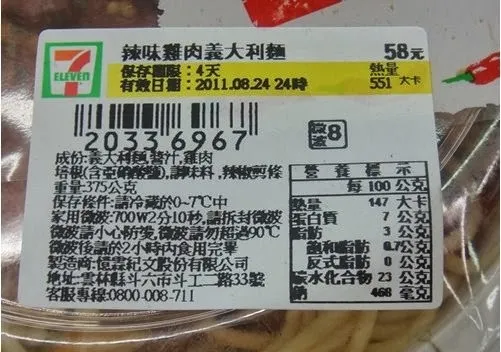 7
ELEVEN
辣味雞肉義大利麵 58元
保存期限:4天 熱量
有效日期:2011.08.24 24時 551大卡
20336967
微波8
成份:義大利麵,醬汁,雞肉
培根(含亞硝酸鹽),調味料,辣椒剪條
重量:375公克
保存條件:請冷藏於0~7℃中
家用微波:700W2分10秒,請拆封微波
微波請小心防燙,微波請勿超過90℃
微波後請於2小時內食用完畢
製造商:憶霖紀文股份有限公司
地址:雲林縣斗六市斗工二路33號
客服專線:0800-008-711
營養標示
每 100 公克
熱量 147 大卡
蛋白質 7 公克
脂肪 3 公克
飽和脂肪 0.7公克
反式脂肪 0 公克
碳水化合物 23 公克
鈉 468 毫克